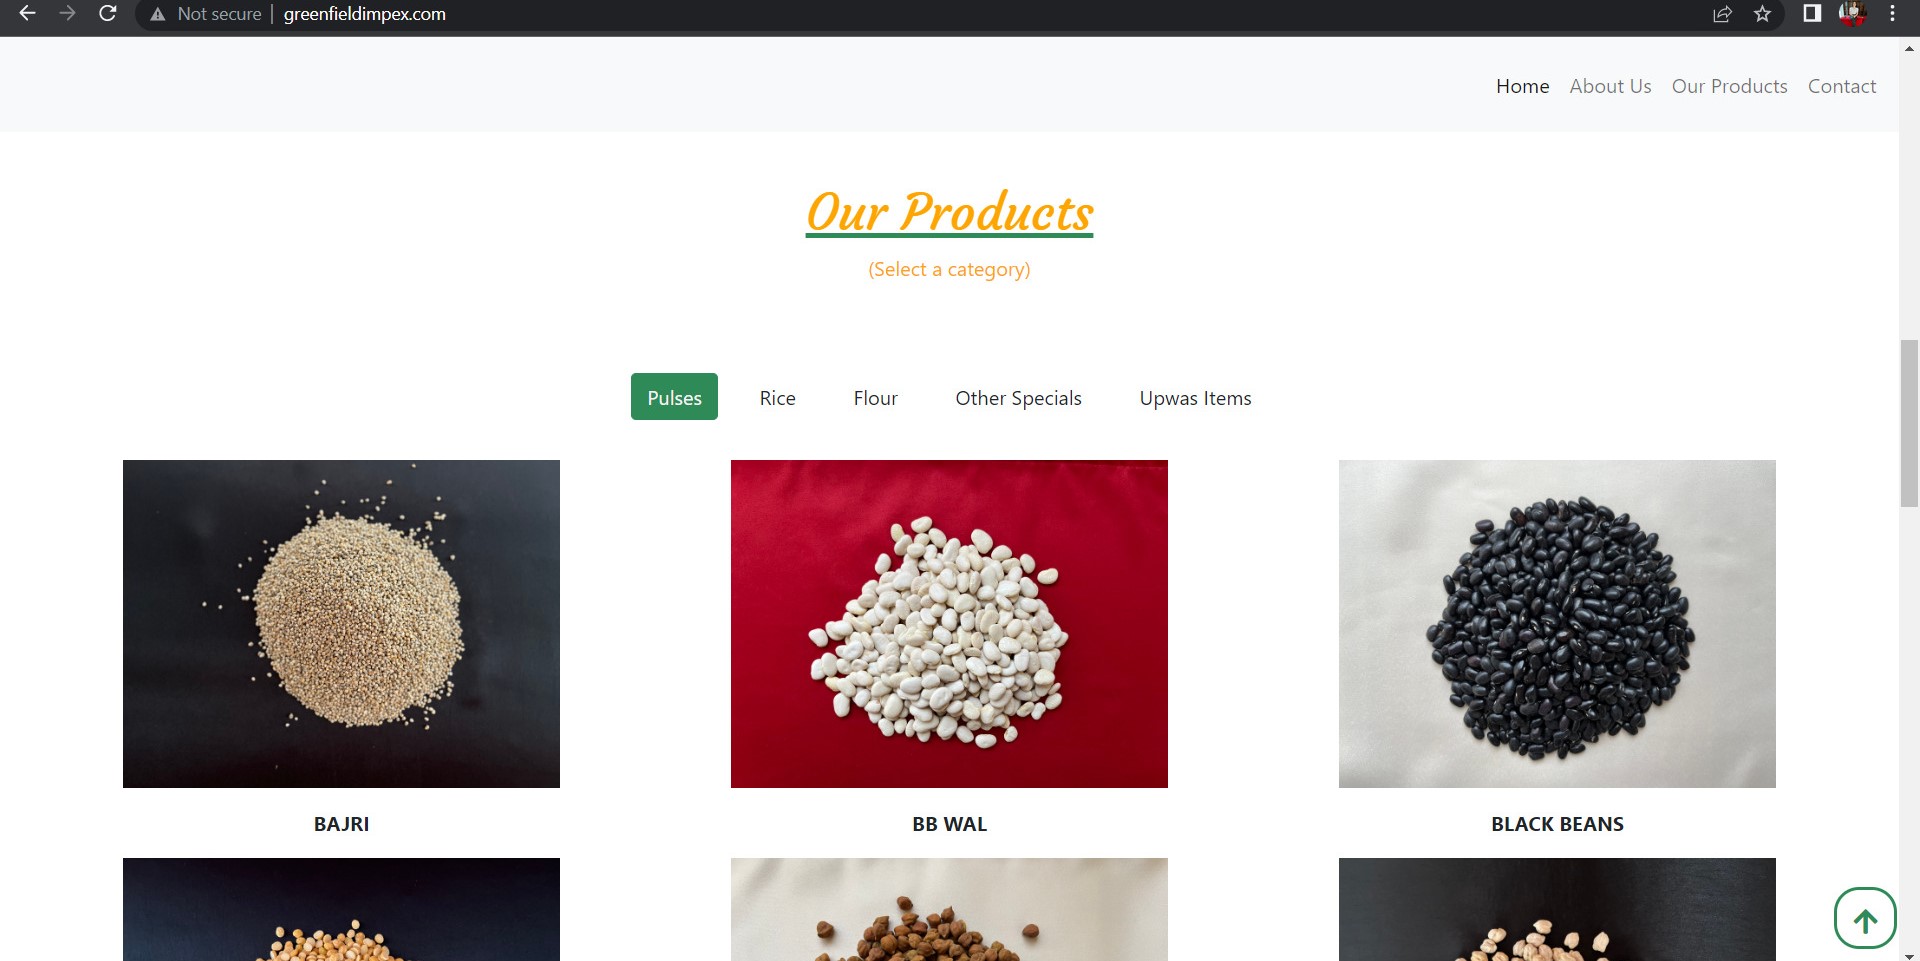 Not secure | greenfieldimpex.com
Home About Us Our Products Contact
Our Products
(Select a category)
Pulses Rice Flour Other Specials Upwas Items
BAJRI BB WAL BLACK BEANS